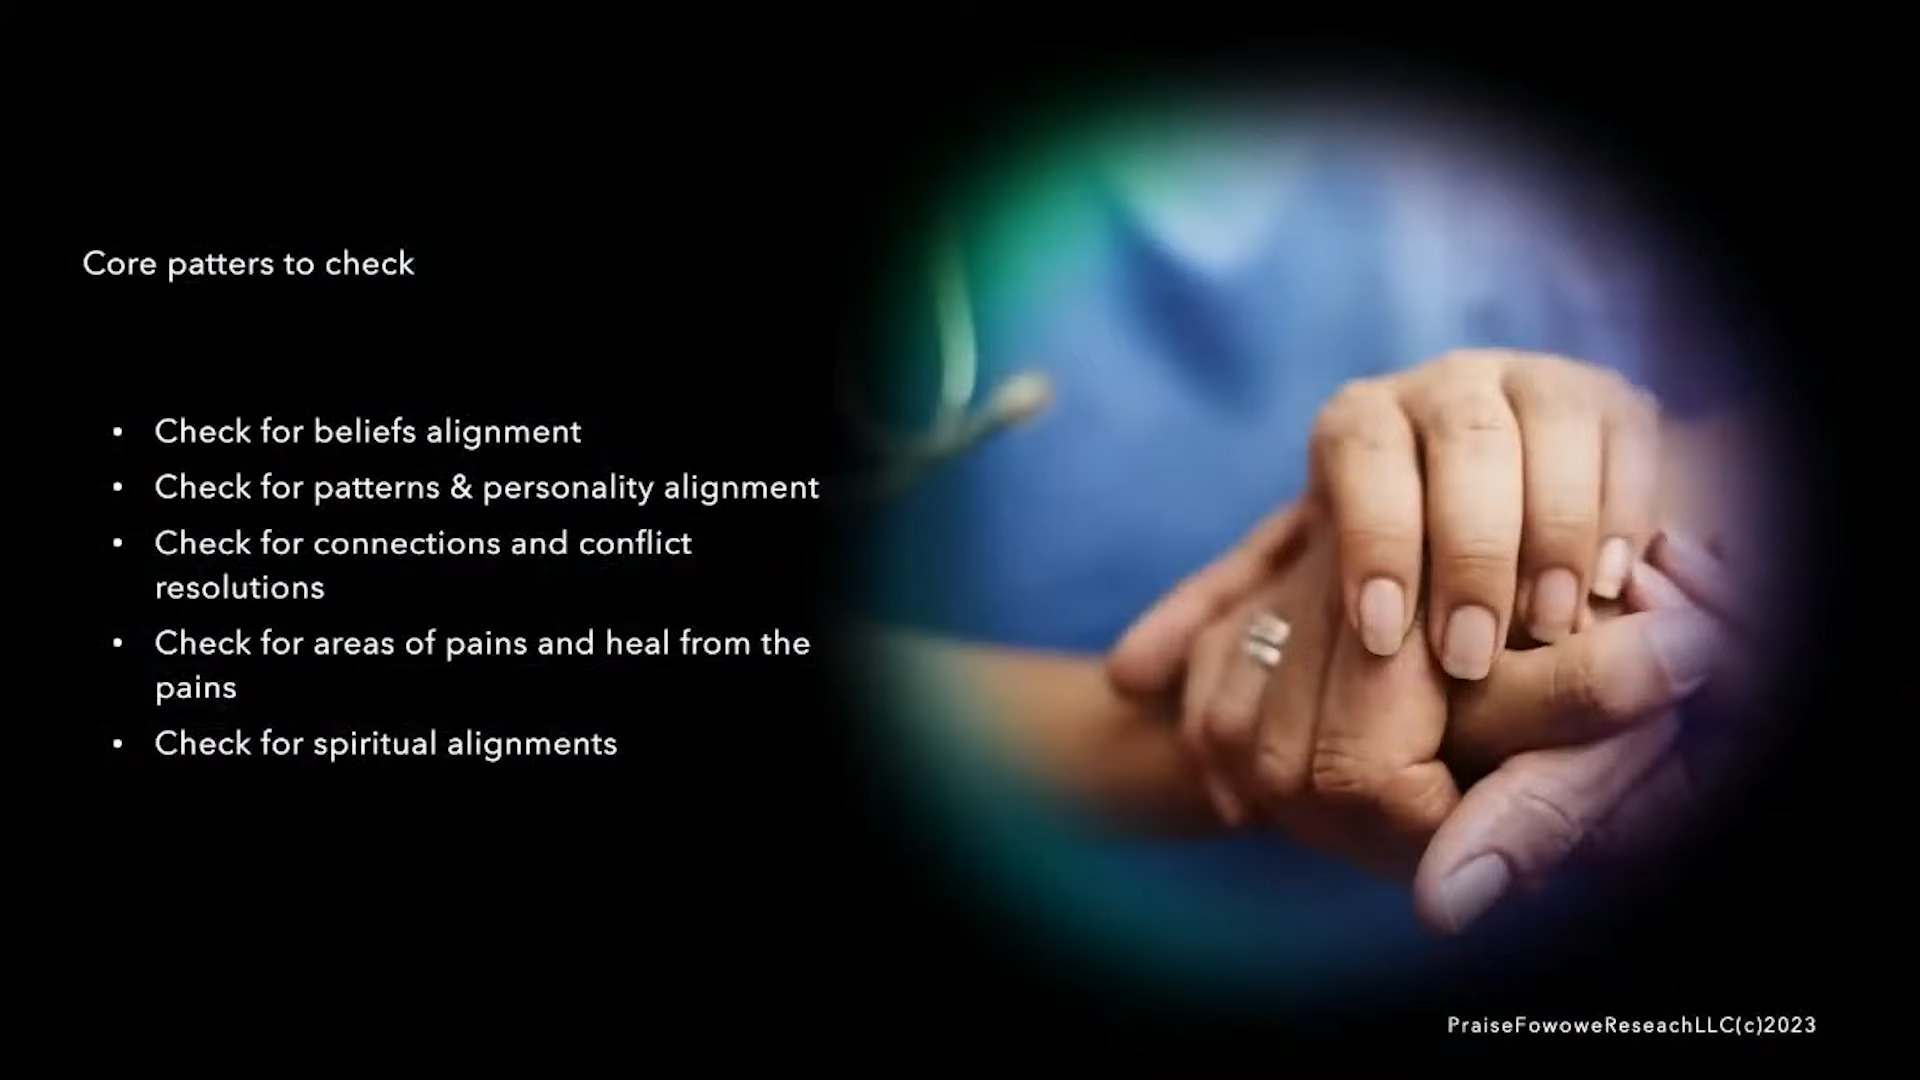 Core patters to check
• Check for beliefs alignment
• Check for patterns & personality alignment
• Check for connections and conflict
resolutions
• Check for areas of pains and heal from the
pains
• Check for spiritual alignments
PraiseFowoweReseachLLC(c)2023